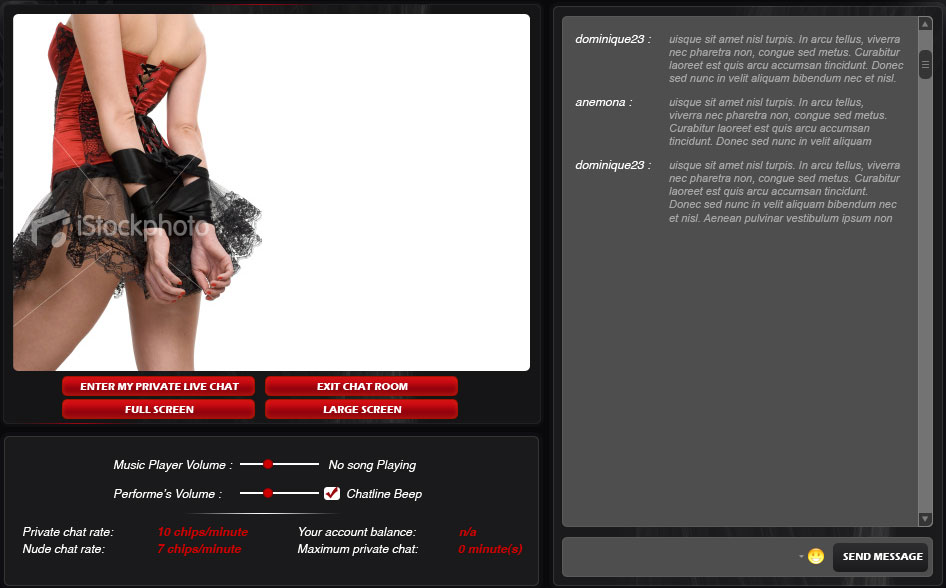 iStockphoto
ENTER MY PRIVATE LIVE CHAT
EXIT CHAT ROOM
FULL SCREEN
LARGE SCREEN
Music Player Volume :
No song Playing
Performe's Volume :
Chatline Beep
Private chat rate:
10 chips/minute
Your account balance:
n/a
Nude chat rate:
7 chips/minute
Maximum private chat:
0 minute(s)
dominique23 :
uisque sit amet nisl turpis. In arcu tellus, viverra
nec pharetra non, congue sed metus. Curabitur
laoreet est quis arcu accumsan tincidunt. Donec
sed nunc in velit aliquam bibendum nec et nisl.
anemona :
uisque sit amet nisl turpis. In arcu tellus,
viverra nec pharetra non, congue sed metus.
Curabitur laoreet est quis arcu accumsan
tincidunt. Donec sed nunc in velit aliquam
dominique23 :
uisque sit amet nisl turpis. In arcu tellus, viverra
nec pharetra non, congue sed metus. Curabitur
laoreet est quis arcu accumsan tincidunt.
Donec sed nunc in velit aliquam bibendum nec
et nisl. Aenean pulvinar vestibulum ipsum non
SEND MESSAGE